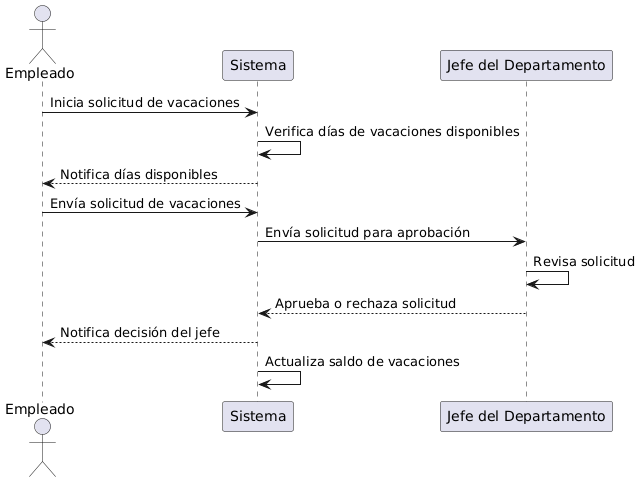 Empleado
Sistema
Jefe del Departamento
Inicia solicitud de vacaciones
Verifica días de vacaciones disponibles
Notifica días disponibles
Envía solicitud de vacaciones
Envía solicitud para aprobación
Revisa solicitud
Aprueba o rechaza solicitud
Notifica decisión del jefe
Actualiza saldo de vacaciones
Empleado
Sistema
Jefe del Departamento